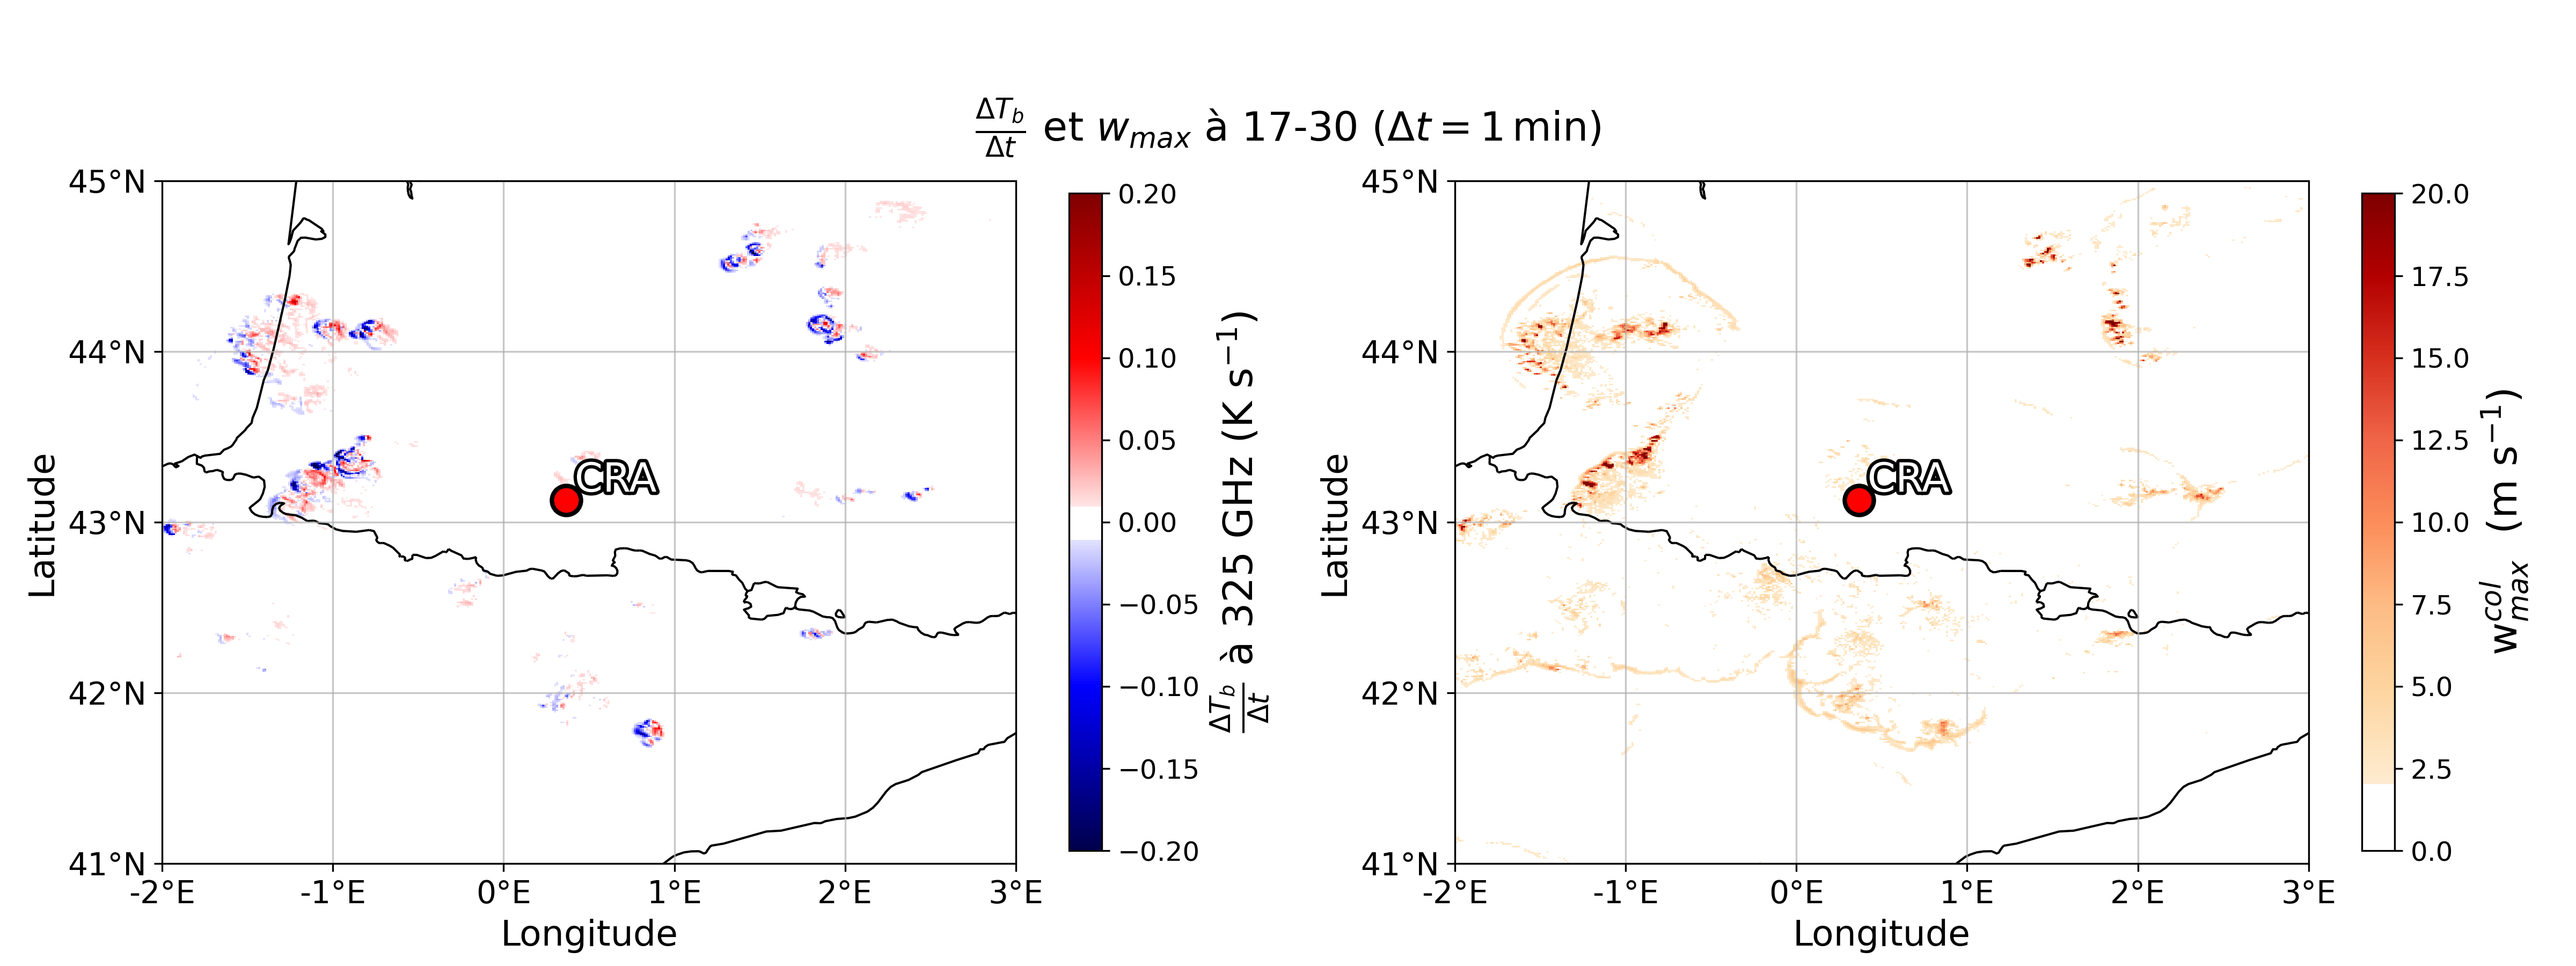 ΔT_b/Δt et w_max à 17-30 (Δt = 1 min)
45°N
44°N
43°N
42°N
41°N
-2°E
-1°E
0°E
1°E
2°E
3°E
Latitude
Longitude
CRA
0.20
0.15
0.10
0.05
0.00
−0.05
−0.10
−0.15
−0.20
ΔT_b/Δt à 325 GHz (K s⁻¹)
45°N
44°N
43°N
42°N
41°N
-2°E
-1°E
0°E
1°E
2°E
3°E
Latitude
Longitude
CRA
20.0
17.5
15.0
12.5
10.0
7.5
5.0
2.5
0.0
w_max^col (m s⁻¹)